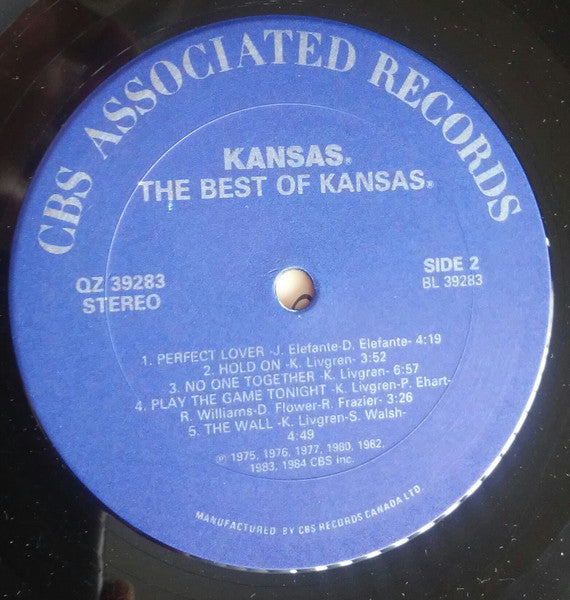 CBS ASSOCIATED RECORDS
KANSAS®
THE BEST OF KANSAS®
QZ 39283
STEREO
SIDE 2
BL 39283
1. PERFECT LOVER -J. Elefante-D. Elefante- 4:19
2. HOLD ON -K. Livgren- 3:52
3. NO ONE TOGETHER -K. Livgren- 6:57
4. PLAY THE GAME TONIGHT -K. Livgren-P. Ehart-
R. Williams-D. Flower-R. Frazier- 3:26
5. THE WALL -K. Livgren-S. Walsh-
4:49
℗ 1975, 1976, 1977, 1980, 1982,
1983, 1984 CBS Inc.
MANUFACTURED BY CBS RECORDS CANADA LTD.